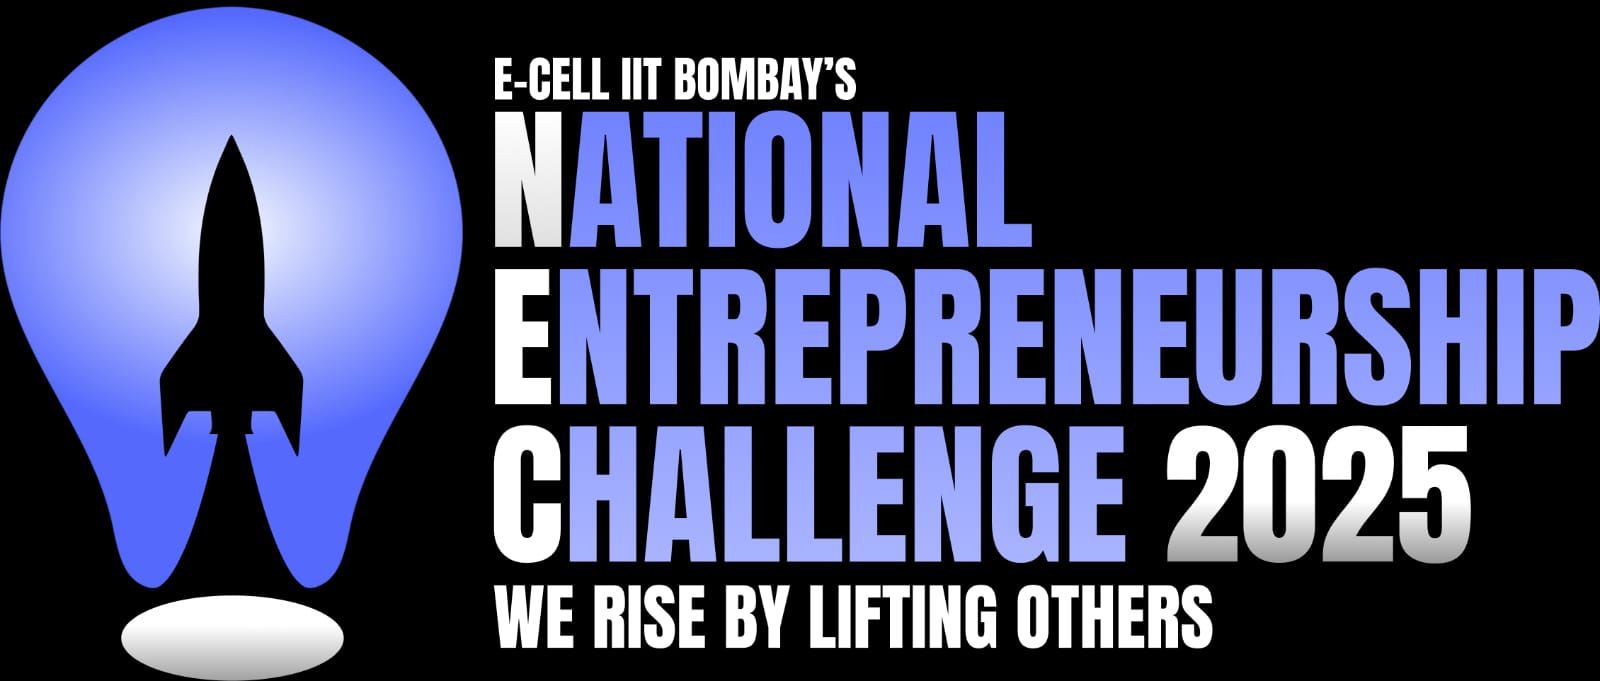 E-CELL IIT BOMBAY’S
NATIONAL
ENTREPRENEURSHIP
CHALLENGE 2025
WE RISE BY LIFTING OTHERS